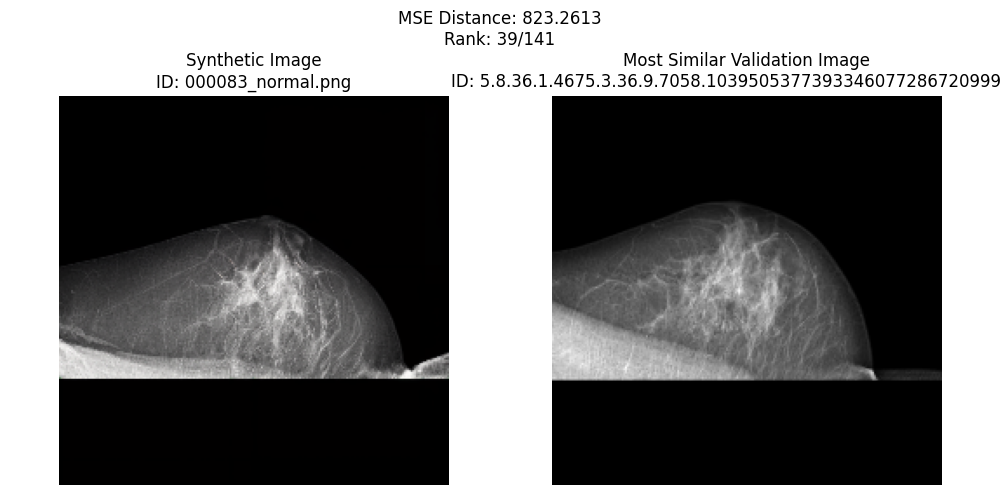 MSE Distance: 823.2613
Rank: 39/141
Synthetic Image
ID: 000083_normal.png
Most Similar Validation Image
ID: 5.8.36.1.4675.3.36.9.7058.1039505377393346077286720999